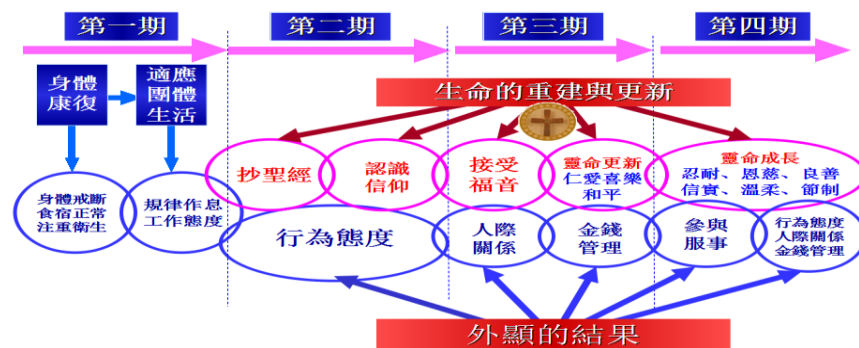 第一期
第二期
第三期
第四期
身體
康復
適應
團體
生活
生命的重建與更新
抄聖經
認識
信仰
接受
福音
靈命更新
仁愛喜樂
和平
靈命成長
忍耐、恩慈、良善
信實、溫柔、節制
身體戒斷
食宿正常
注重衛生
規律作息
工作態度
行為態度
人際
關係
金錢
管理
參與
服事
行為態度
人際關係
金錢管理
外顯的結果